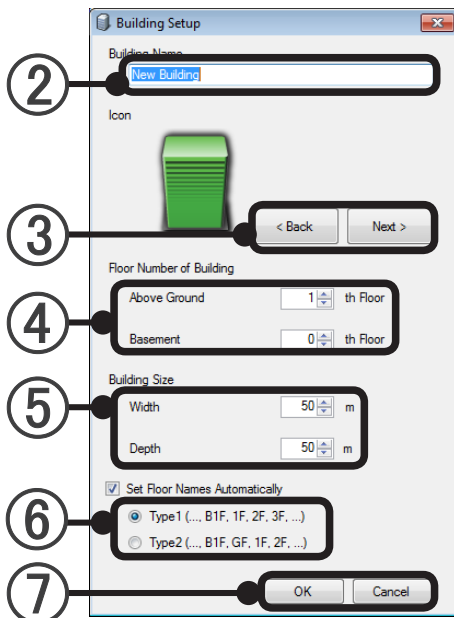 Building Setup
Building Name
② New Building
Icon
③ < Back Next >
Floor Number of Building
④ Above Ground 1 th Floor
Basement 0 th Floor
Building Size
⑤ Width 50 m
Depth 50 m
Set Floor Names Automatically
⑥ Type1 (..., B1F, 1F, 2F, 3F, ...)
Type2 (..., B1F, GF, 1F, 2F, ...)
⑦ OK Cancel